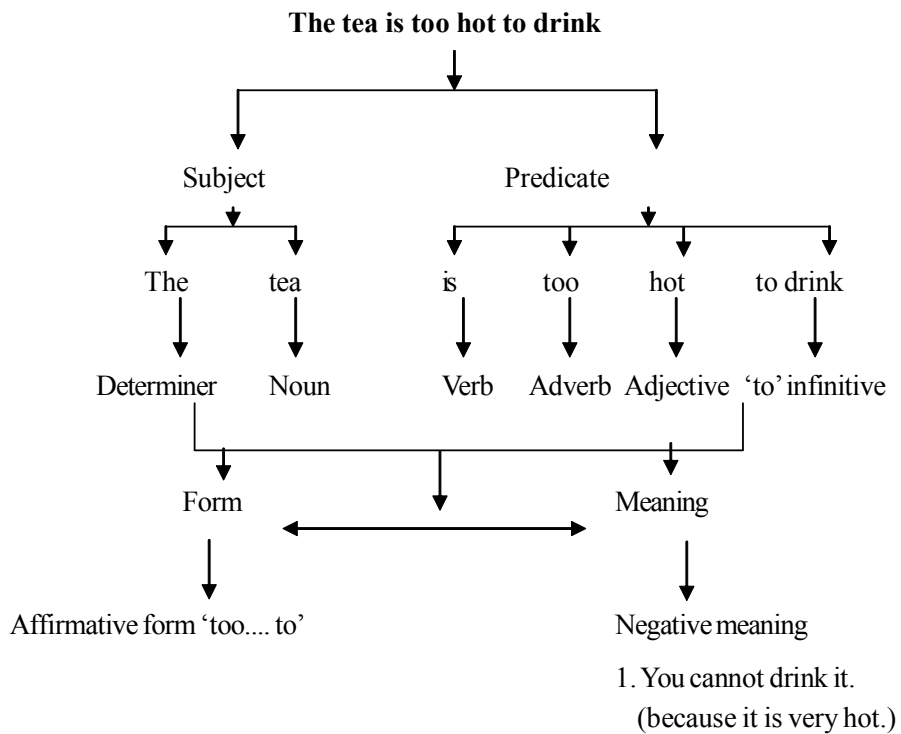 The tea is too hot to drink
Subject Predicate
The tea is too hot to drink
Determiner Noun Verb Adverb Adjective ‘to’ infinitive
Form Meaning
Affirmative form ‘too.... to’ Negative meaning
1. You cannot drink it.
(because it is very hot.)